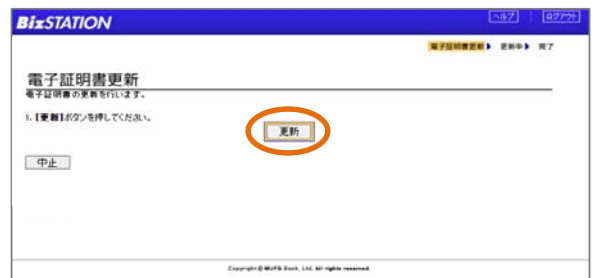 BizSTATION
ヘルプ
ログアウト
電子証明書更新 更新中 完了
電子証明書更新
電子証明書の更新を行います。
1.【更新】ボタンを押してください。
更新
中止
Copyright © MUFG Bank, Ltd. All rights reserved.